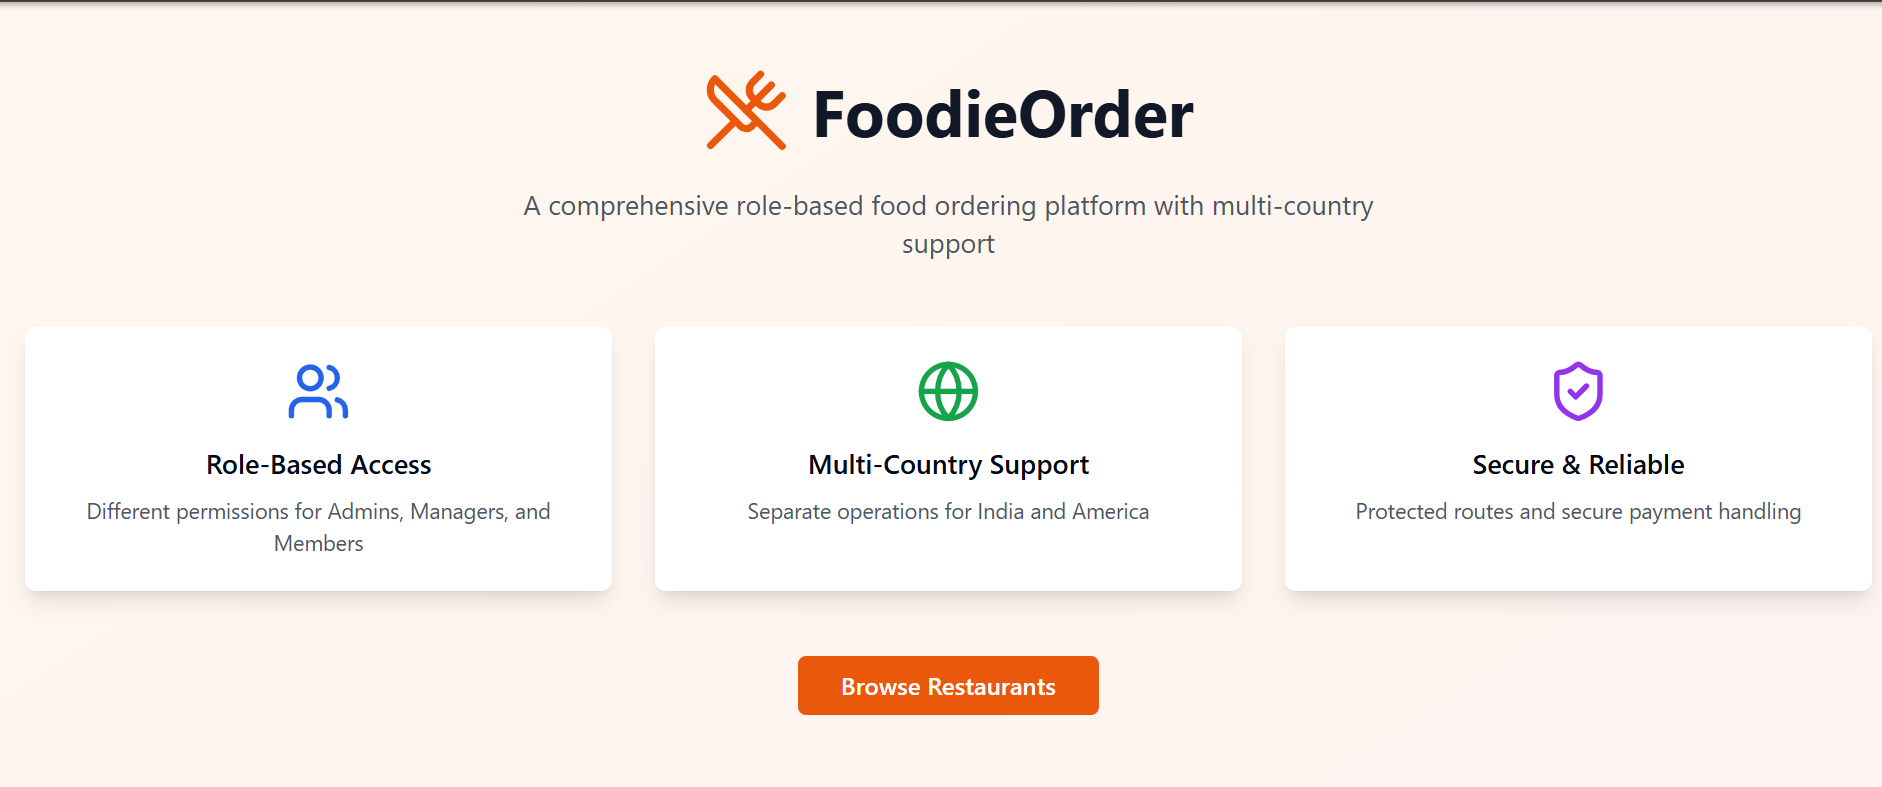 FoodieOrder
A comprehensive role-based food ordering platform with multi-country
support
Role-Based Access
Different permissions for Admins, Managers, and
Members
Multi-Country Support
Separate operations for India and America
Secure & Reliable
Protected routes and secure payment handling
Browse Restaurants